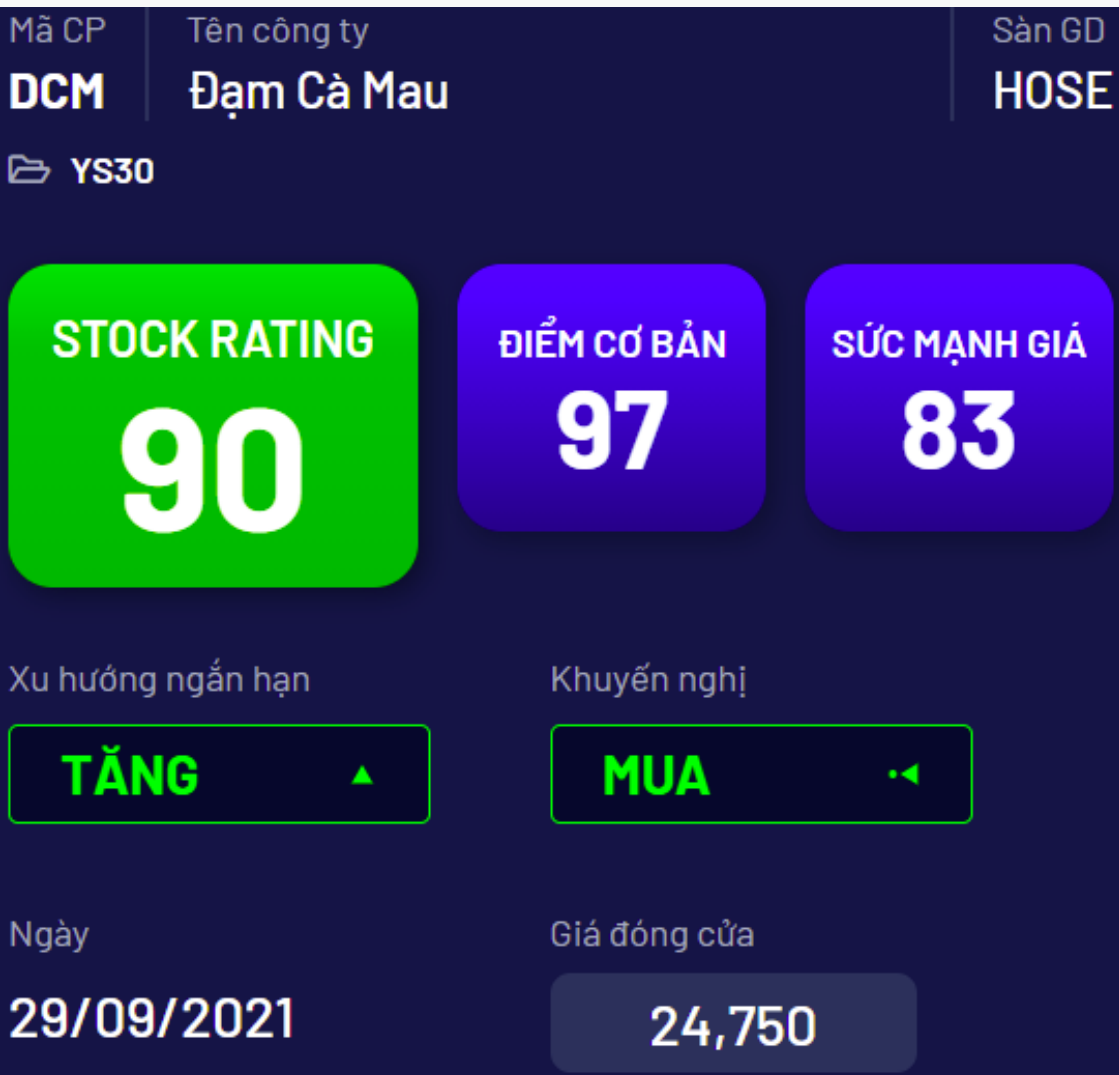 Mã CP
Tên công ty
Sàn GD
DCM
Đạm Cà Mau
HOSE
YS30
STOCK RATING
90
ĐIỂM CƠ BẢN
97
SỨC MẠNH GIÁ
83
Xu hướng ngắn hạn
Khuyến nghị
TĂNG
MUA
Ngày
Giá đóng cửa
29/09/2021
24,750